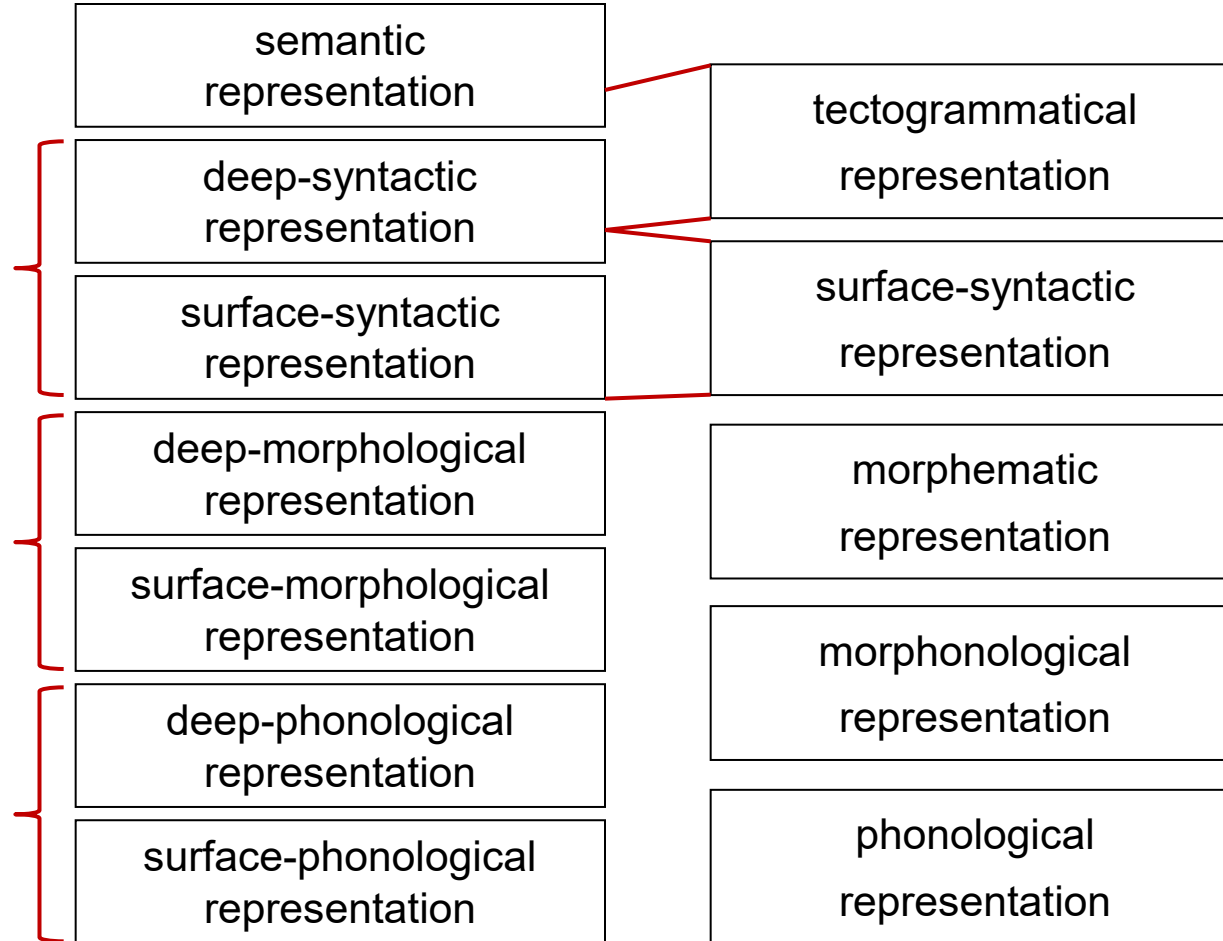 semantic
representation
deep-syntactic
representation
surface-syntactic
representation
deep-morphological
representation
surface-morphological
representation
deep-phonological
representation
surface-phonological
representation
tectogrammatical
representation
surface-syntactic
representation
morphematic
representation
morphonological
representation
phonological
representation